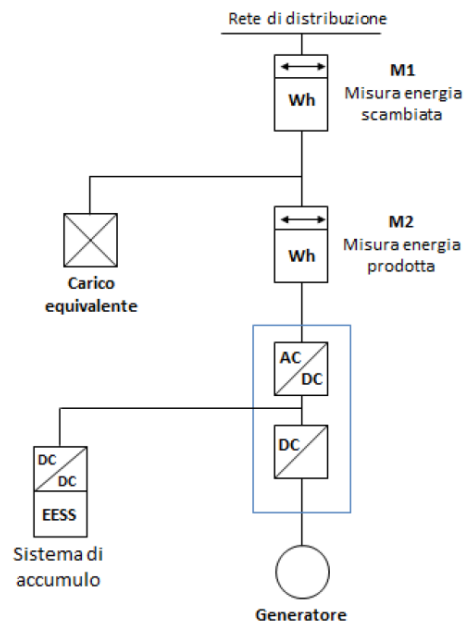 Rete di distribuzione
M1
Misura energia
scambiata
Wh
M2
Misura energia
prodotta
Wh
Carico
equivalente
AC
DC
DC
DC
DC
EESS
Sistema di
accumulo
Generatore